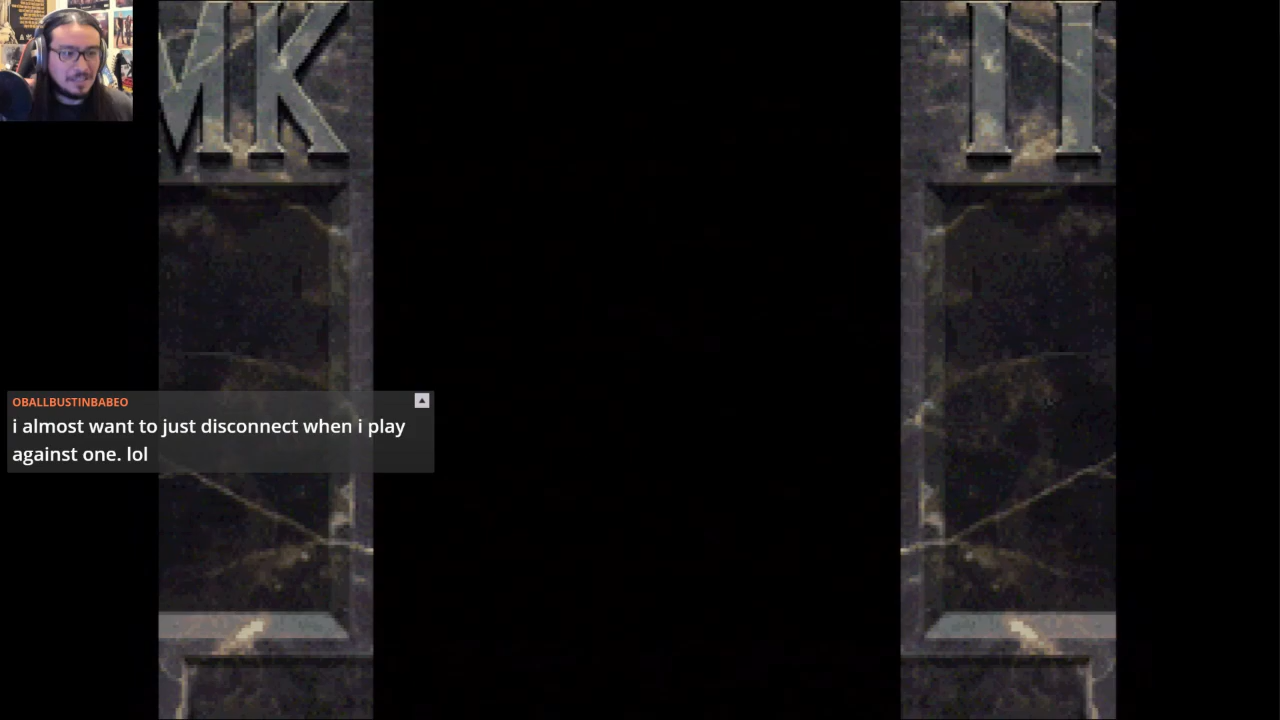 MK II
OBALLBUSTINBABEO
i almost want to just disconnect when i play
against one. lol